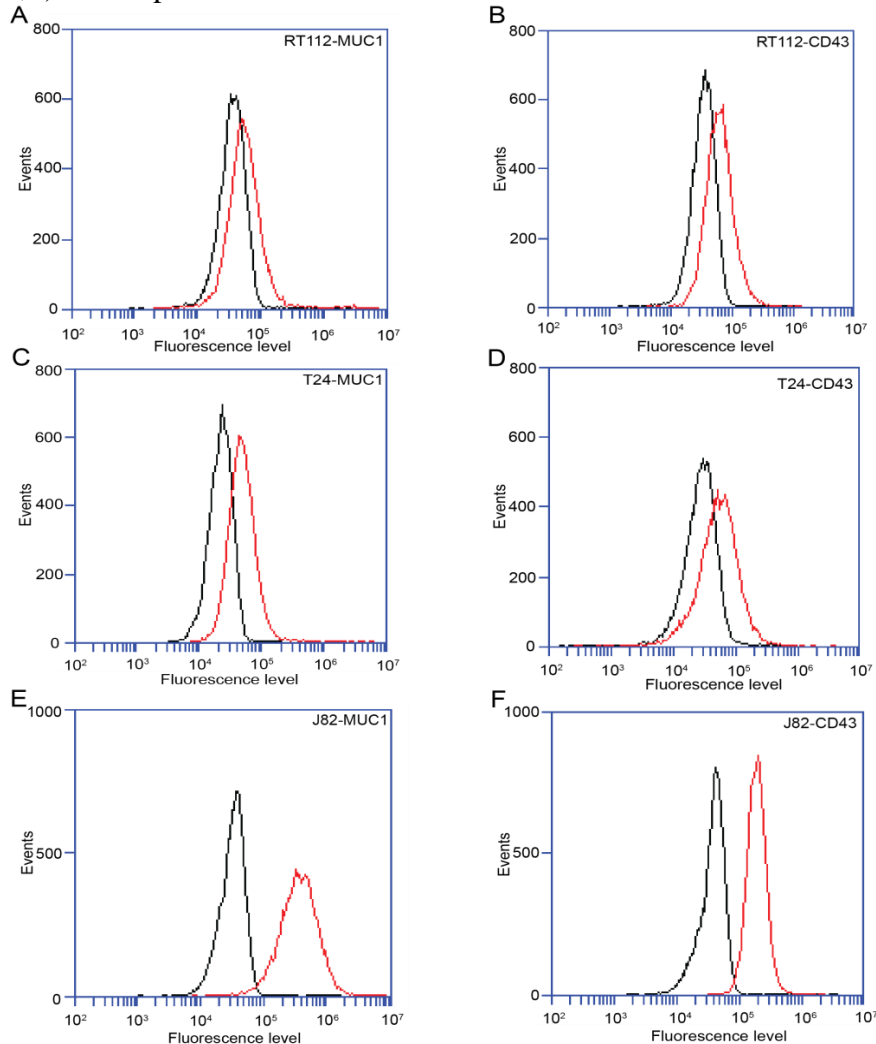 A
800
RT112-MUC1
600
400
200
0
Events
10² 10³ 10⁴ 10⁵ 10⁶ 10⁷
Fluorescence level
B
800
RT112-CD43
600
400
200
0
Events
10² 10³ 10⁴ 10⁵ 10⁶ 10⁷
Fluorescence level
C
800
T24-MUC1
600
400
200
0
Events
10² 10³ 10⁴ 10⁵ 10⁶ 10⁷
Fluorescence level
D
800
T24-CD43
600
400
200
0
Events
10² 10³ 10⁴ 10⁵ 10⁶ 10⁷
Fluorescence level
E
1000
J82-MUC1
500
0
Events
10² 10³ 10⁴ 10⁵ 10⁶ 10⁷
Fluorescence level
F
1000
J82-CD43
500
0
Events
10² 10³ 10⁴ 10⁵ 10⁶ 10⁷
Fluorescence level